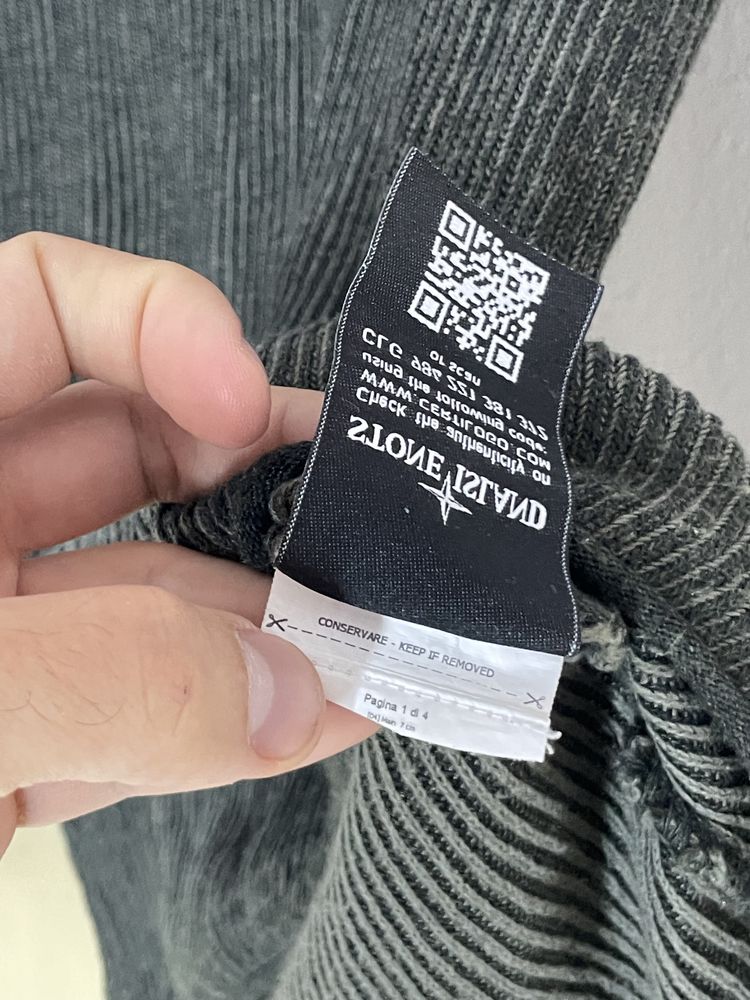 STONE ISLAND
Check the authenticity on
WWW.CERTILOGO.COM
using the following code:
CLG 984 221 381 372
or scan
CONSERVARE - KEEP IF REMOVED
Pagina 1 di 4